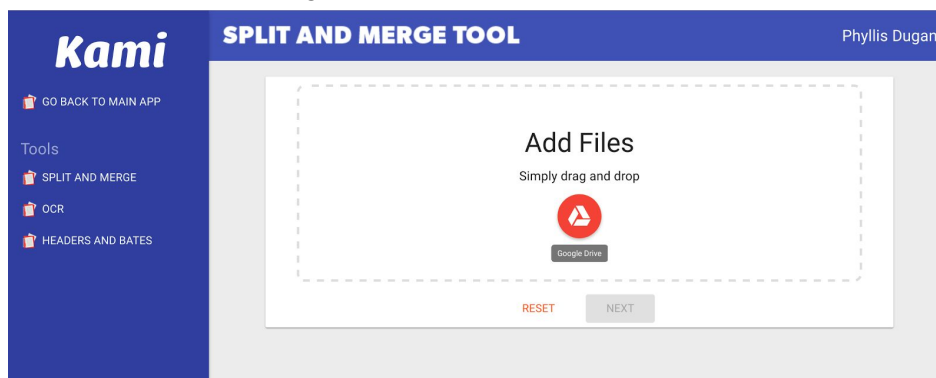 Kami
SPLIT AND MERGE TOOL
Phyllis Dugan
GO BACK TO MAIN APP
Tools
SPLIT AND MERGE
OCR
HEADERS AND BATES
Add Files
Simply drag and drop
Google Drive
RESET
NEXT